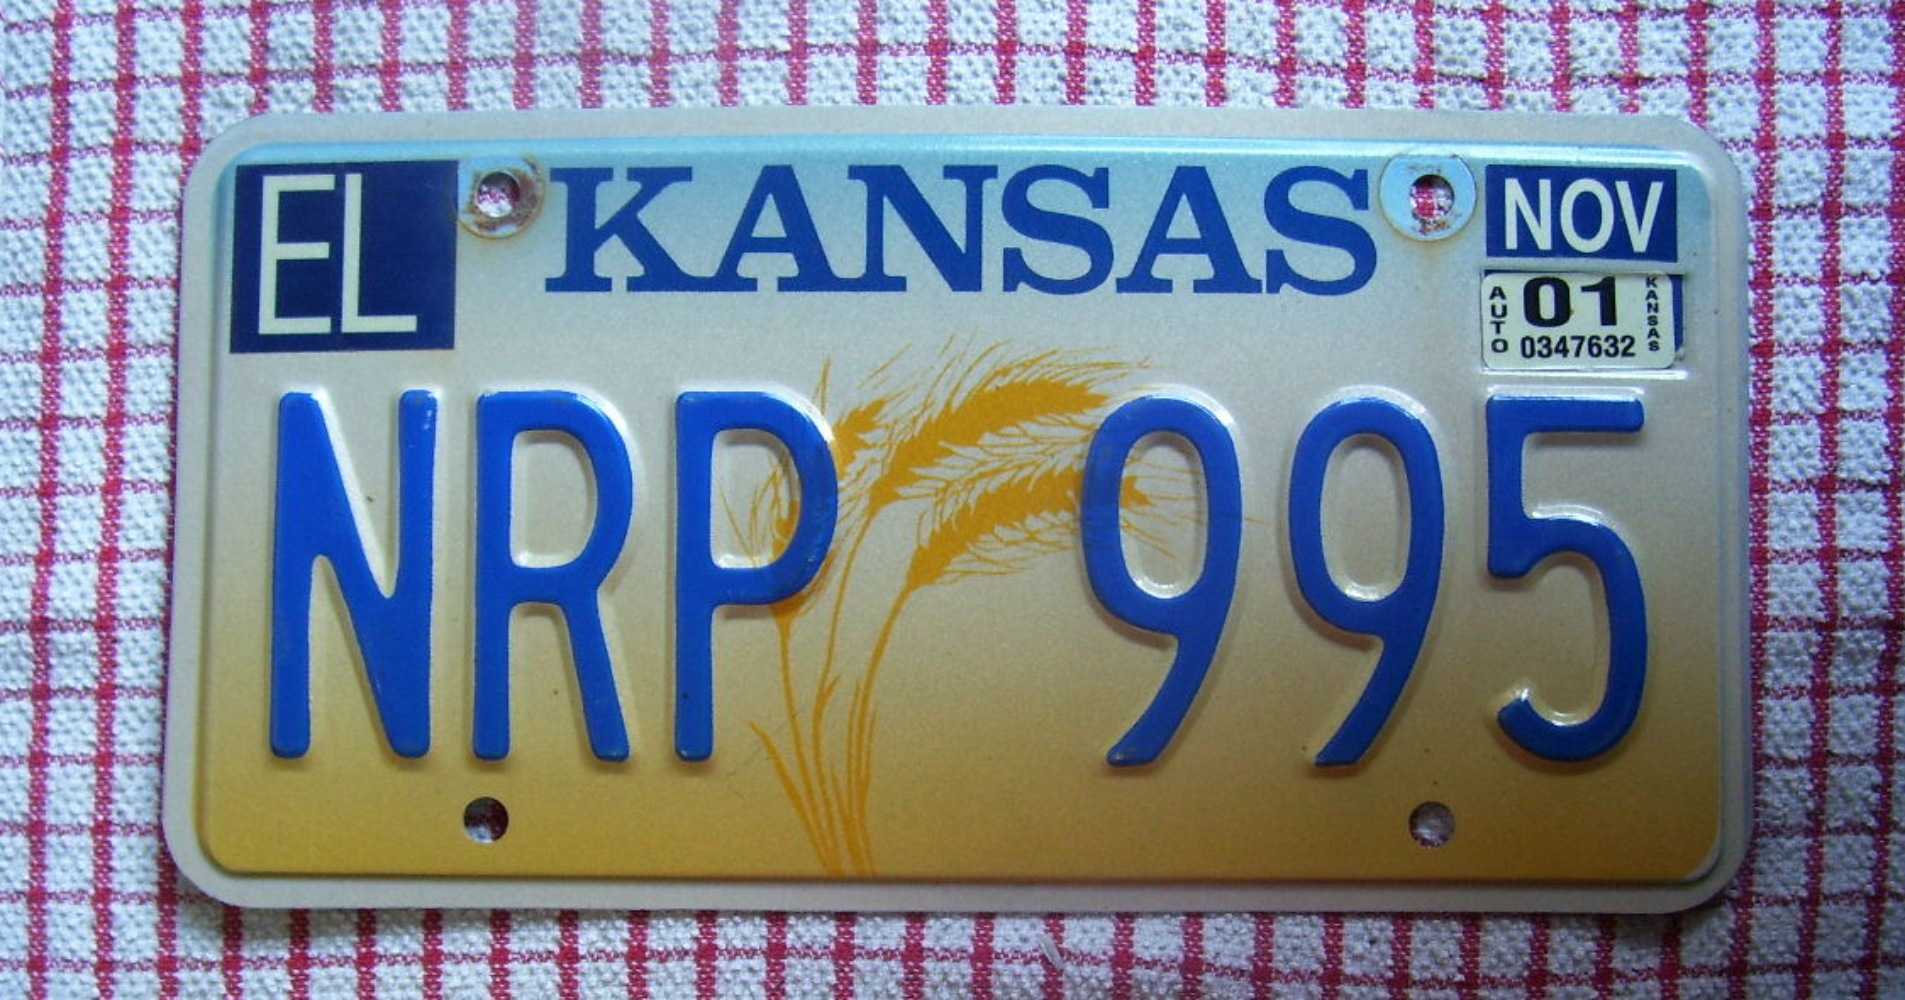 EL
KANSAS
NOV
AUTO
01
0347632
KANSAS
NRP 995